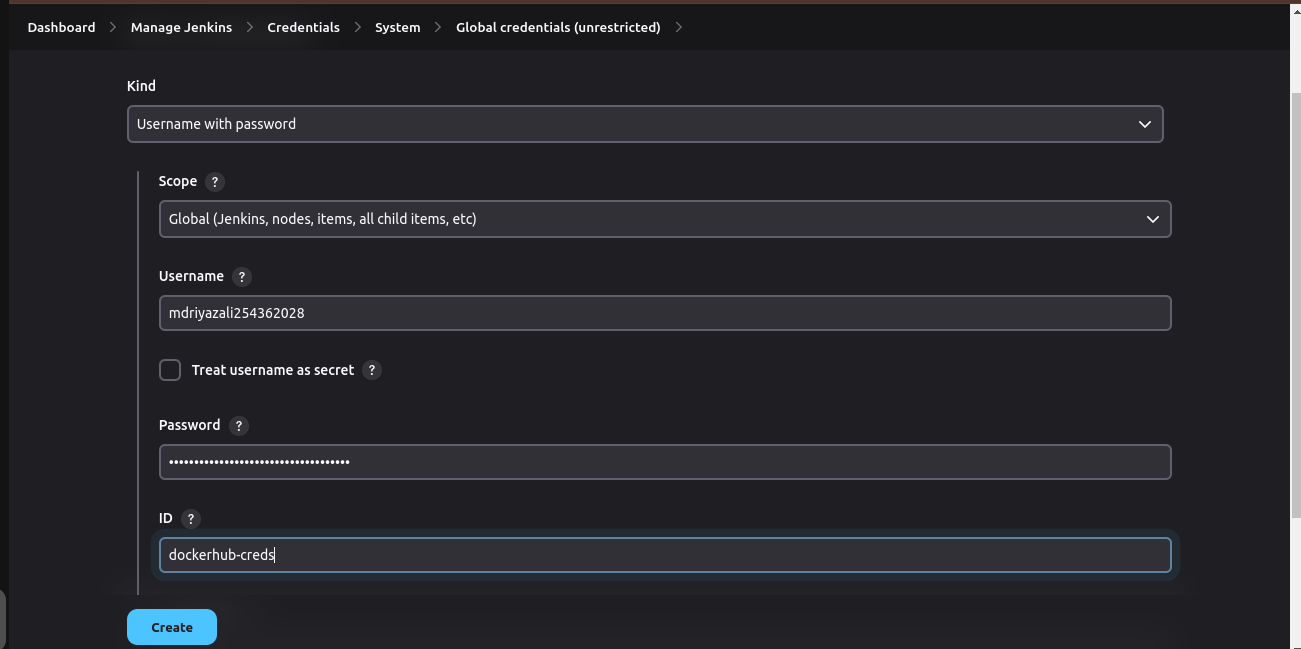 Dashboard > Manage Jenkins > Credentials > System > Global credentials (unrestricted) >
Kind
Username with password
Scope ?
Global (Jenkins, nodes, items, all child items, etc)
Username ?
mdriyazali254362028
Treat username as secret ?
Password ?
••••••••••••••••••••••••••••••••••••
ID ?
dockerhub-creds
Create